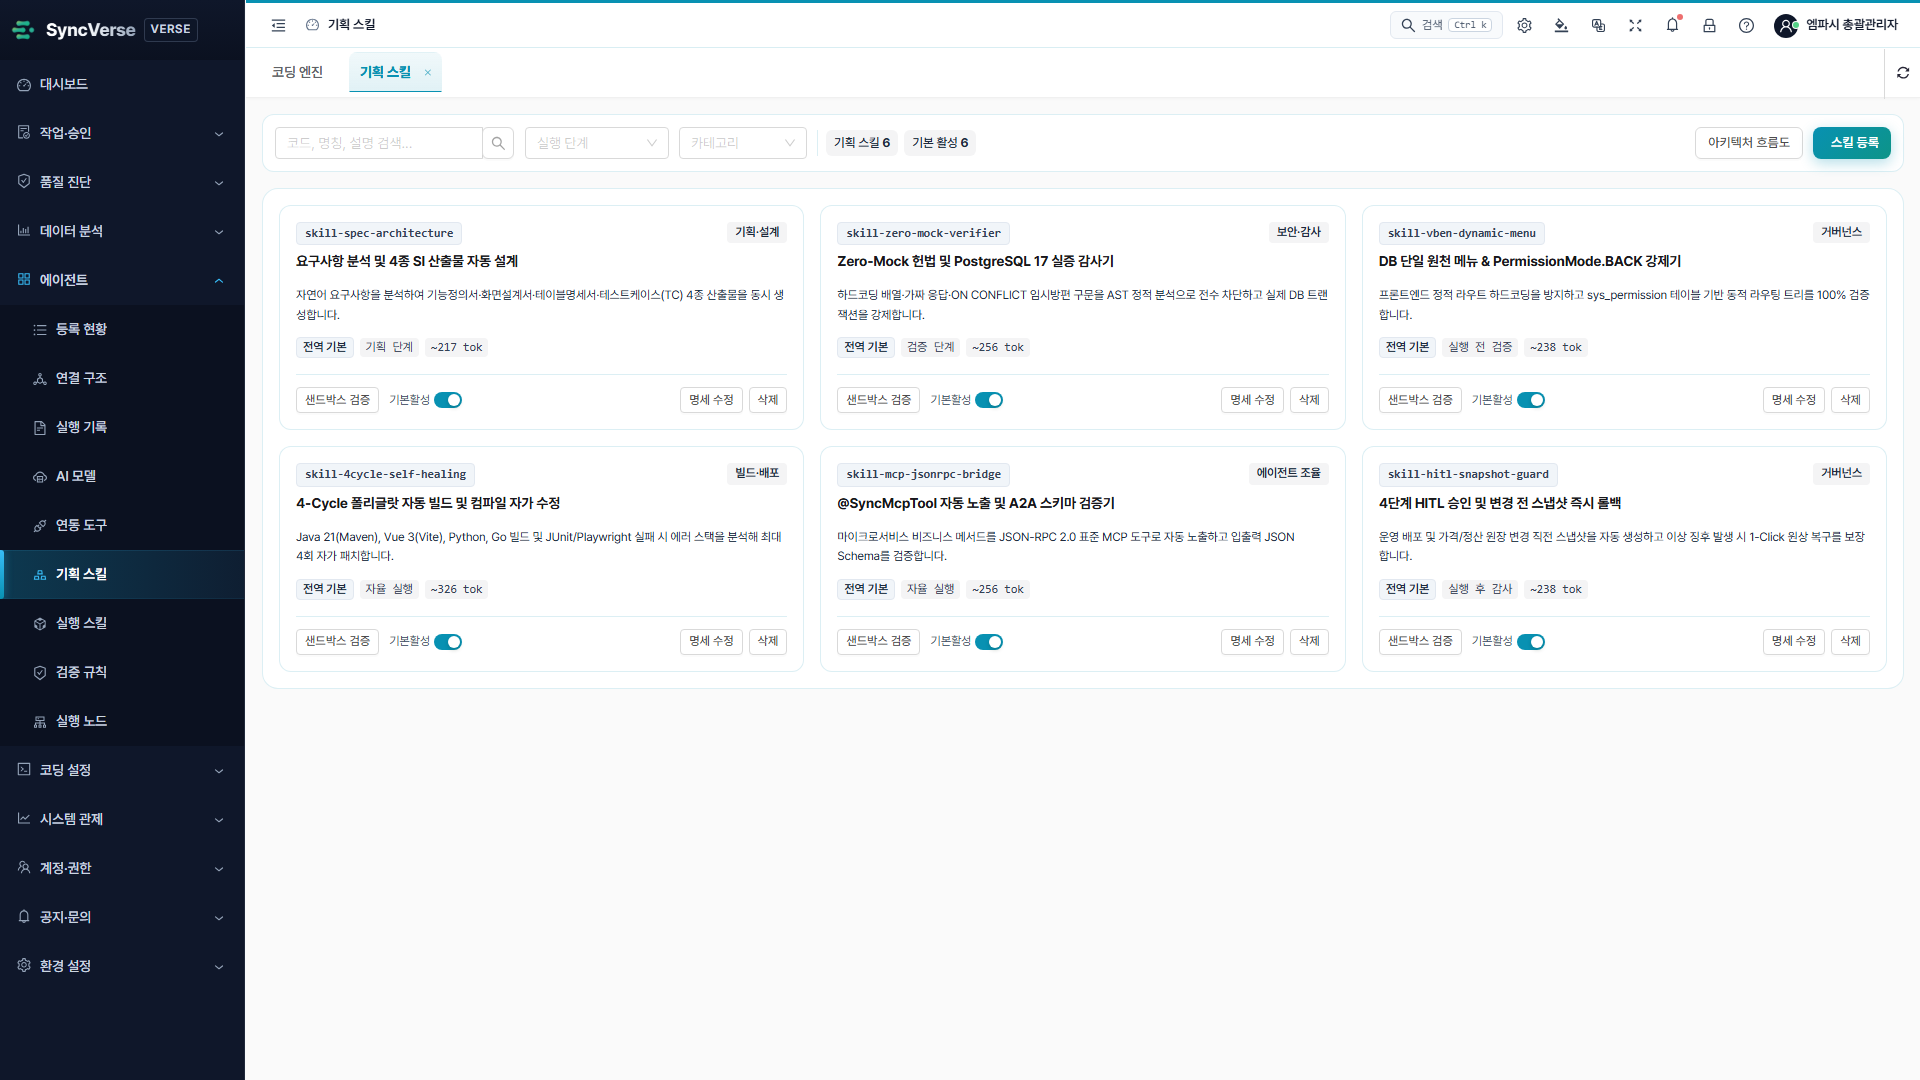 SyncVerse VERSE
대시보드
작업·승인
품질 진단
데이터 분석
에이전트
등록 현황
연결 구조
실행 기록
AI 모델
연동 도구
기획 스킬
실행 스킬
검증 규칙
실행 노드
코딩 설정
시스템 관제
계정·권한
공지·문의
환경 설정
기획 스킬
검색 Ctrl k
엠파시 총괄관리자
코딩 엔진
기획 스킬 ×
코드, 명칭, 설명 검색...
실행 단계
카테고리
기획 스킬 6
기본 활성 6
아키텍처 흐름도
스킬 등록
skill-spec-architecture
기획·설계
요구사항 분석 및 4종 SI 산출물 자동 설계
자연어 요구사항을 분석하여 기능정의서·화면설계서·테이블명세서·테스트케이스(TC) 4종 산출물을 동시 생
성합니다.
전역 기본 기획 단계 ~217 tok
샌드박스 검증 기본활성 명세 수정 삭제
skill-zero-mock-verifier
보안·감사
Zero-Mock 헌법 및 PostgreSQL 17 실증 감사기
하드코딩 배열·가짜 응답·ON CONFLICT 임시방편 구문을 AST 정적 분석으로 전수 차단하고 실제 DB 트랜
잭션을 강제합니다.
전역 기본 검증 단계 ~256 tok
샌드박스 검증 기본활성 명세 수정 삭제
skill-vben-dynamic-menu
거버넌스
DB 단일 원천 메뉴 & PermissionMode.BACK 강제기
프론트엔드 정적 라우트 하드코딩을 방지하고 sys_permission 테이블 기반 동적 라우팅 트리를 100% 검증
합니다.
전역 기본 실행 전 검증 ~238 tok
샌드박스 검증 기본활성 명세 수정 삭제
skill-4cycle-self-healing
빌드·배포
4-Cycle 폴리글랏 자동 빌드 및 컴파일 자가 수정
Java 21(Maven), Vue 3(Vite), Python, Go 빌드 및 JUnit/Playwright 실패 시 에러 스택을 분석해 최대
4회 자가 패치합니다.
전역 기본 자율 실행 ~326 tok
샌드박스 검증 기본활성 명세 수정 삭제
skill-mcp-jsonrpc-bridge
에이전트 조율
@SyncMcpTool 자동 노출 및 A2A 스키마 검증기
마이크로서비스 비즈니스 메서드를 JSON-RPC 2.0 표준 MCP 도구로 자동 노출하고 입출력 JSON
Schema를 검증합니다.
전역 기본 자율 실행 ~256 tok
샌드박스 검증 기본활성 명세 수정 삭제
skill-hitl-snapshot-guard
거버넌스
4단계 HITL 승인 및 변경 전 스냅샷 즉시 롤백
운영 배포 및 가격/정산 원장 변경 직전 스냅샷을 자동 생성하고 이상 징후 발생 시 1-Click 원상 복구를 보장
합니다.
전역 기본 실행 후 감사 ~238 tok
샌드박스 검증 기본활성 명세 수정 삭제